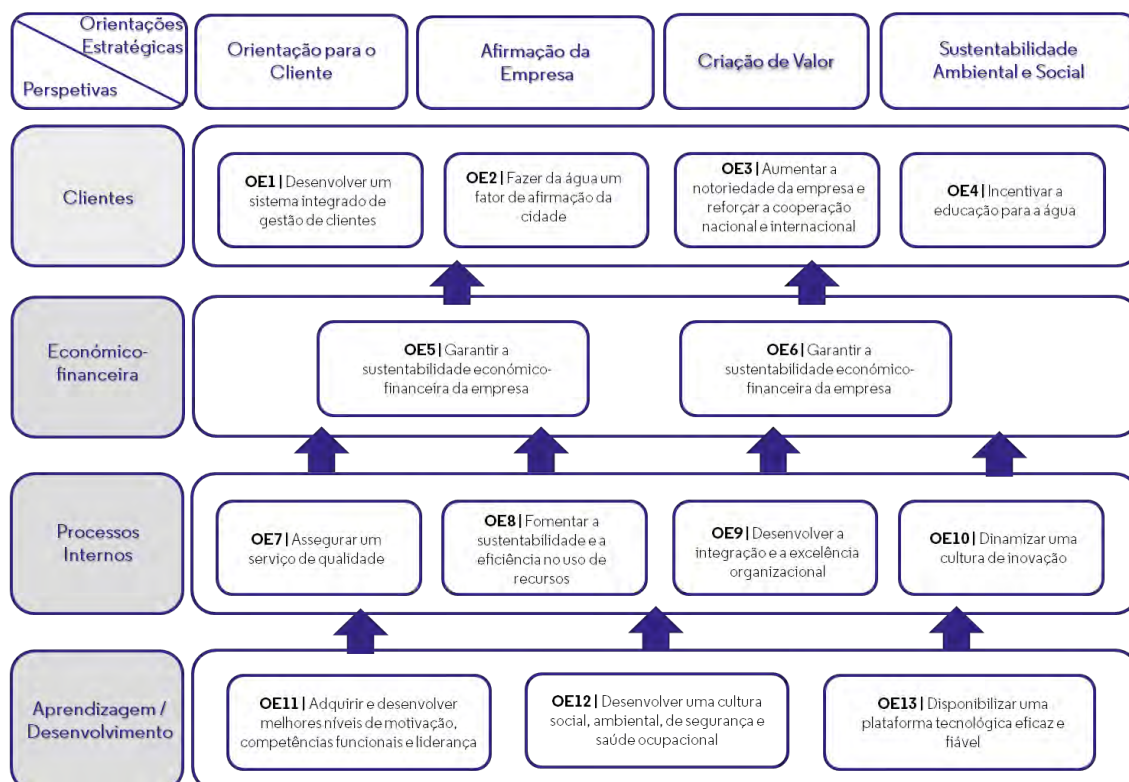 Orientações
Estratégicas
Perspetivas
Orientação para o
Cliente
Afirmação da
Empresa
Criação de Valor
Sustentabilidade
Ambiental e Social
Clientes
OE1| Desenvolver um
sistema integrado de
gestão de clientes
OE2| Fazer da água um
fator de afirmação da
cidade
OE3| Aumentar a
notoriedade da empresa e
reforçar a cooperação
nacional e internacional
OE4| Incentivar a
educação para a água
Económico-
financeira
OE5| Garantir a
sustentabilidade económico-
financeira da empresa
OE6| Garantir a
sustentabilidade económico-
financeira da empresa
Processos
Internos
OE7| Assegurar um
serviço de qualidade
OE8| Fomentar a
sustentabilidade e a
eficiência no uso de
recursos
OE9| Desenvolver a
integração e a excelência
organizacional
OE10| Dinamizar uma
cultura de inovação
Aprendizagem /
Desenvolvimento
OE11| Adquirir e desenvolver
melhores níveis de motivação,
competências funcionais e liderança
OE12| Desenvolver uma cultura
social, ambiental, de segurança e
saúde ocupacional
OE13| Disponibilizar uma
plataforma tecnológica eficaz e
fiável